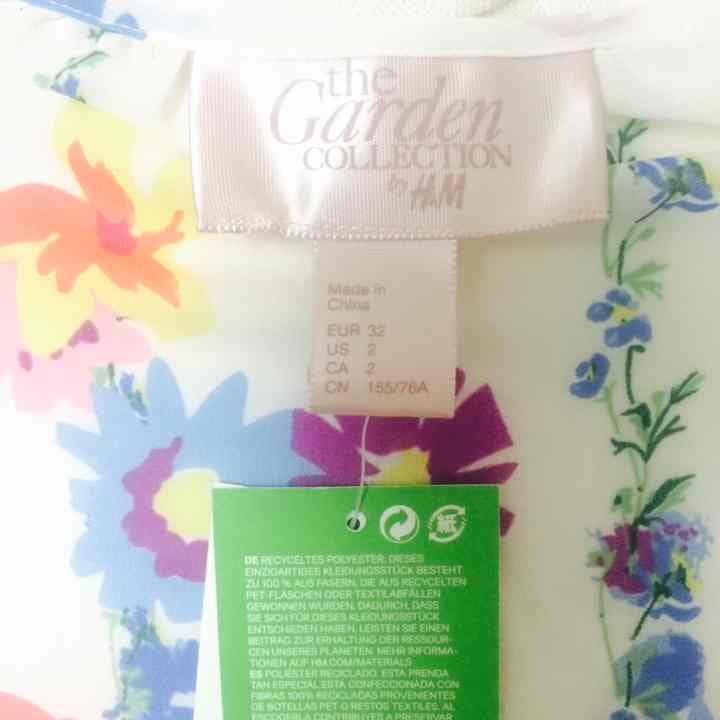 the
Garden
COLLECTION
by H&M
Made in
China
EUR 32
US 2
CA 2
CN 155/76A
紙
DE RECYCELTES POLYESTER: DIESES
EINZIGARTIGES KLEIDUNGSSTÜCK BESTEHT
ZU 100 % AUS FASERN, DIE AUS RECYCELTEN
PET-FLASCHEN ODER TEXTILABFÄLLEN
GEWONNEN WURDEN. DADURCH, DASS
SIE SICH FÜR DIESES KLEIDUNGSSTÜCK
ENTSCHIEDEN HABEN, LEISTEN SIE EINEN
BEITRAG ZUR ERHALTUNG DER RESSOUR-
CEN UNSERES PLANETEN. MEHR INFORMA-
TIONEN AUF HM.COM/MATERIALS
ES POLIÉSTER RECICLADO. ESTA PRENDA
TAN ESPECIAL ESTÁ CONFECCIONADA CON
FIBRAS 100% RECICLADAS PROVENIENTES
DE BOTELLAS PET O RESTOS TEXTILES. AL
ESCOGERLA CONTRIBUYES A PRESERVAR